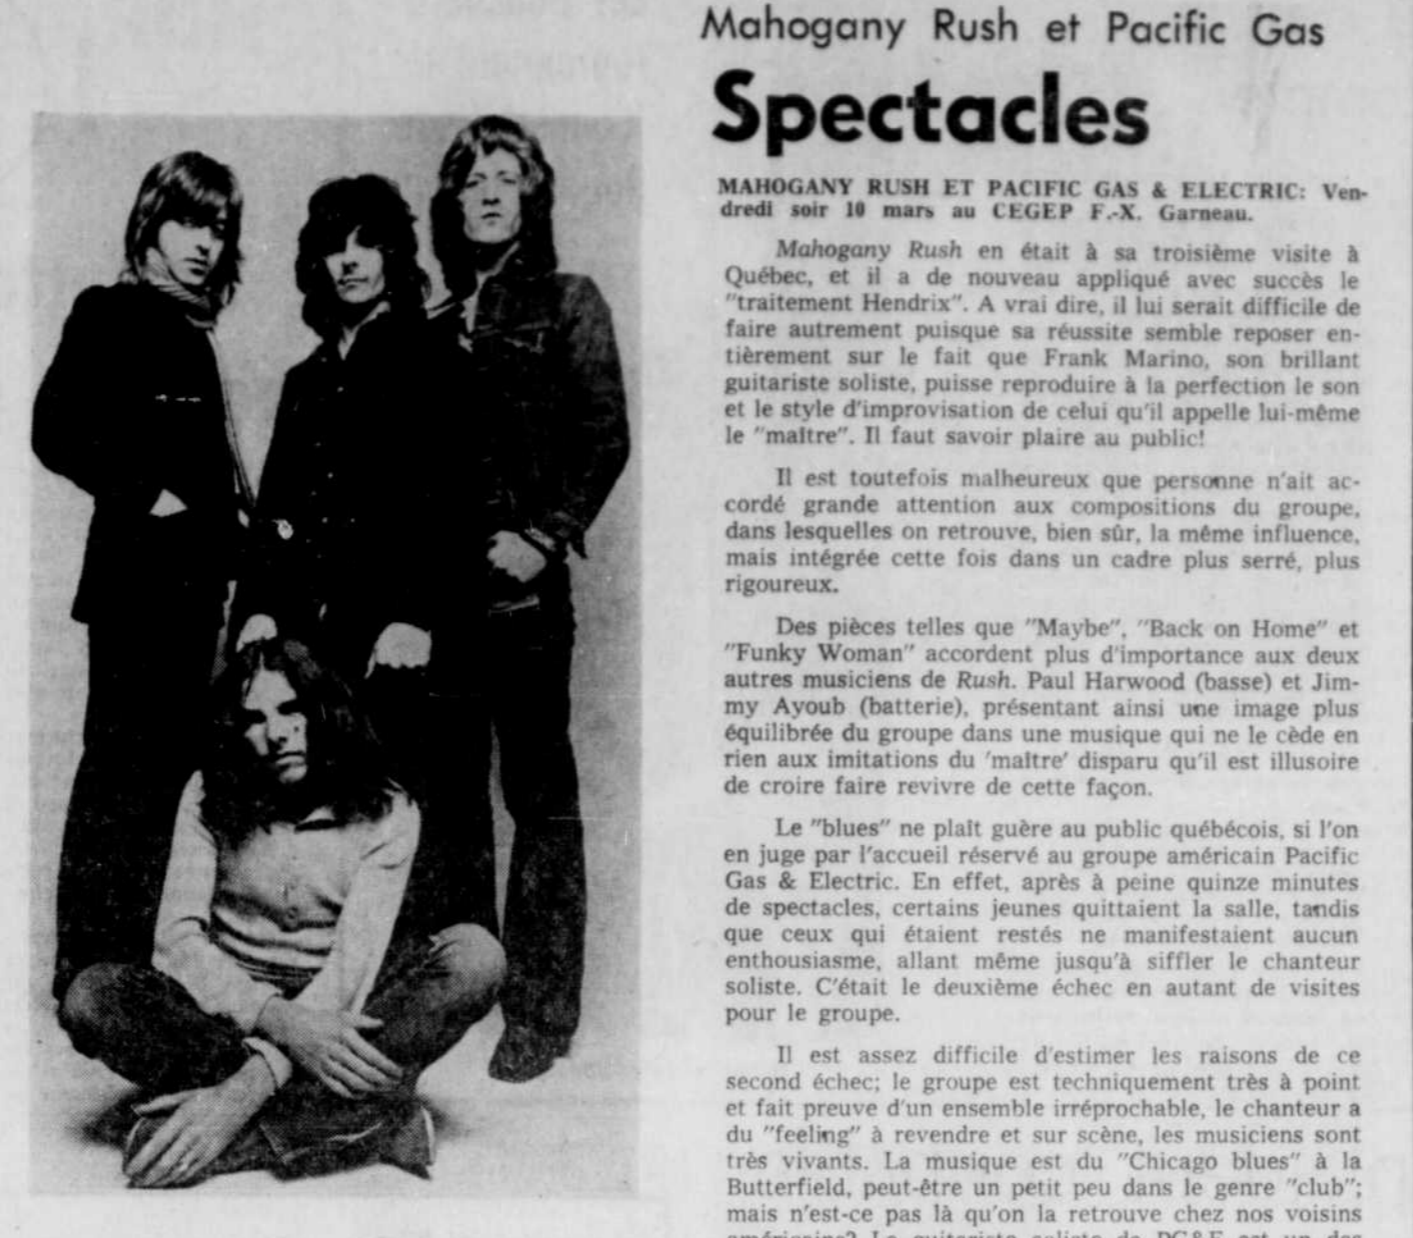 Mahogany Rush et Pacific Gas
Spectacles
MAHOGANY RUSH ET PACIFIC GAS & ELECTRIC: Ven-
dredi soir 10 mars au CEGEP F.-X. Garneau.
Mahogany Rush en était à sa troisième visite à
Québec, et il a de nouveau appliqué avec succès le
"traitement Hendrix". A vrai dire, il lui serait difficile de
faire autrement puisque sa réussite semble reposer en-
tièrement sur le fait que Frank Marino, son brillant
guitariste soliste, puisse reproduire à la perfection le son
et le style d'improvisation de celui qu'il appelle lui-même
le "maître". Il faut savoir plaire au public!
Il est toutefois malheureux que personne n'ait ac-
cordé grande attention aux compositions du groupe,
dans lesquelles on retrouve, bien sûr, la même influence,
mais intégrée cette fois dans un cadre plus serré, plus
rigoureux.
Des pièces telles que "Maybe", "Back on Home" et
"Funky Woman" accordent plus d'importance aux deux
autres musiciens de Rush. Paul Harwood (basse) et Jim-
my Ayoub (batterie), présentant ainsi une image plus
équilibrée du groupe dans une musique qui ne le cède en
rien aux imitations du 'maître' disparu qu'il est illusoire
de croire faire revivre de cette façon.
Le "blues" ne plaît guère au public québécois, si l'on
en juge par l'accueil réservé au groupe américain Pacific
Gas & Electric. En effet, après à peine quinze minutes
de spectacles, certains jeunes quittaient la salle, tandis
que ceux qui étaient restés ne manifestaient aucun
enthousiasme, allant même jusqu'à siffler le chanteur
soliste. C'était le deuxième échec en autant de visites
pour le groupe.
Il est assez difficile d'estimer les raisons de ce
second échec; le groupe est techniquement très à point
et fait preuve d'un ensemble irréprochable, le chanteur a
du "feeling" à revendre et sur scène, les musiciens sont
très vivants. La musique est du "Chicago blues" à la
Butterfield, peut-être un petit peu dans le genre "club";
mais n'est-ce pas là qu'on la retrouve chez nos voisins
américains? Le guitariste soliste de PG&E est un des